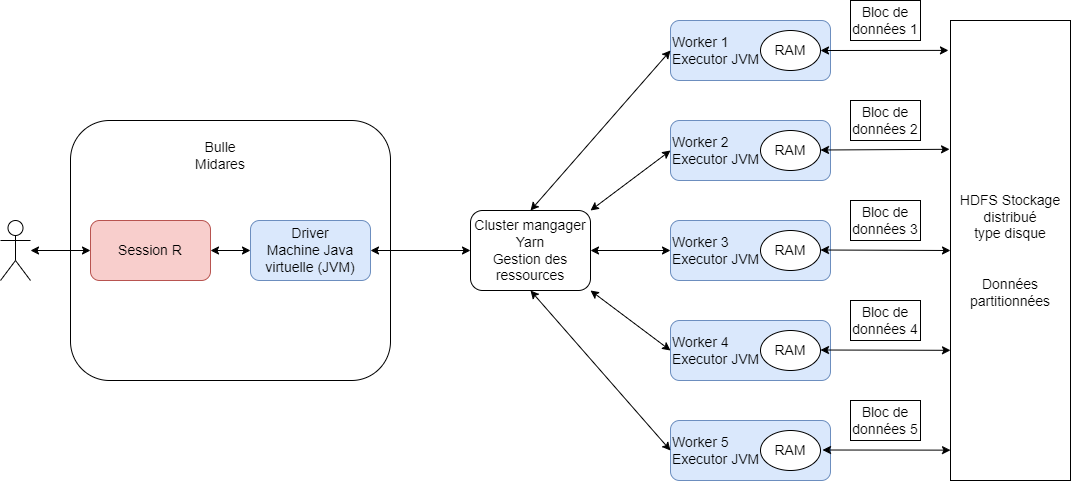 Bulle
Midares
Session R
Driver
Machine Java
virtuelle (JVM)
Cluster mangager
Yarn
Gestion des
ressources
Worker 1
Executor JVM
RAM
Bloc de
données 1
Worker 2
Executor JVM
RAM
Bloc de
données 2
Worker 3
Executor JVM
RAM
Bloc de
données 3
Worker 4
Executor JVM
RAM
Bloc de
données 4
Worker 5
Executor JVM
RAM
Bloc de
données 5
HDFS Stockage
distribué
type disque
Données
partitionnées